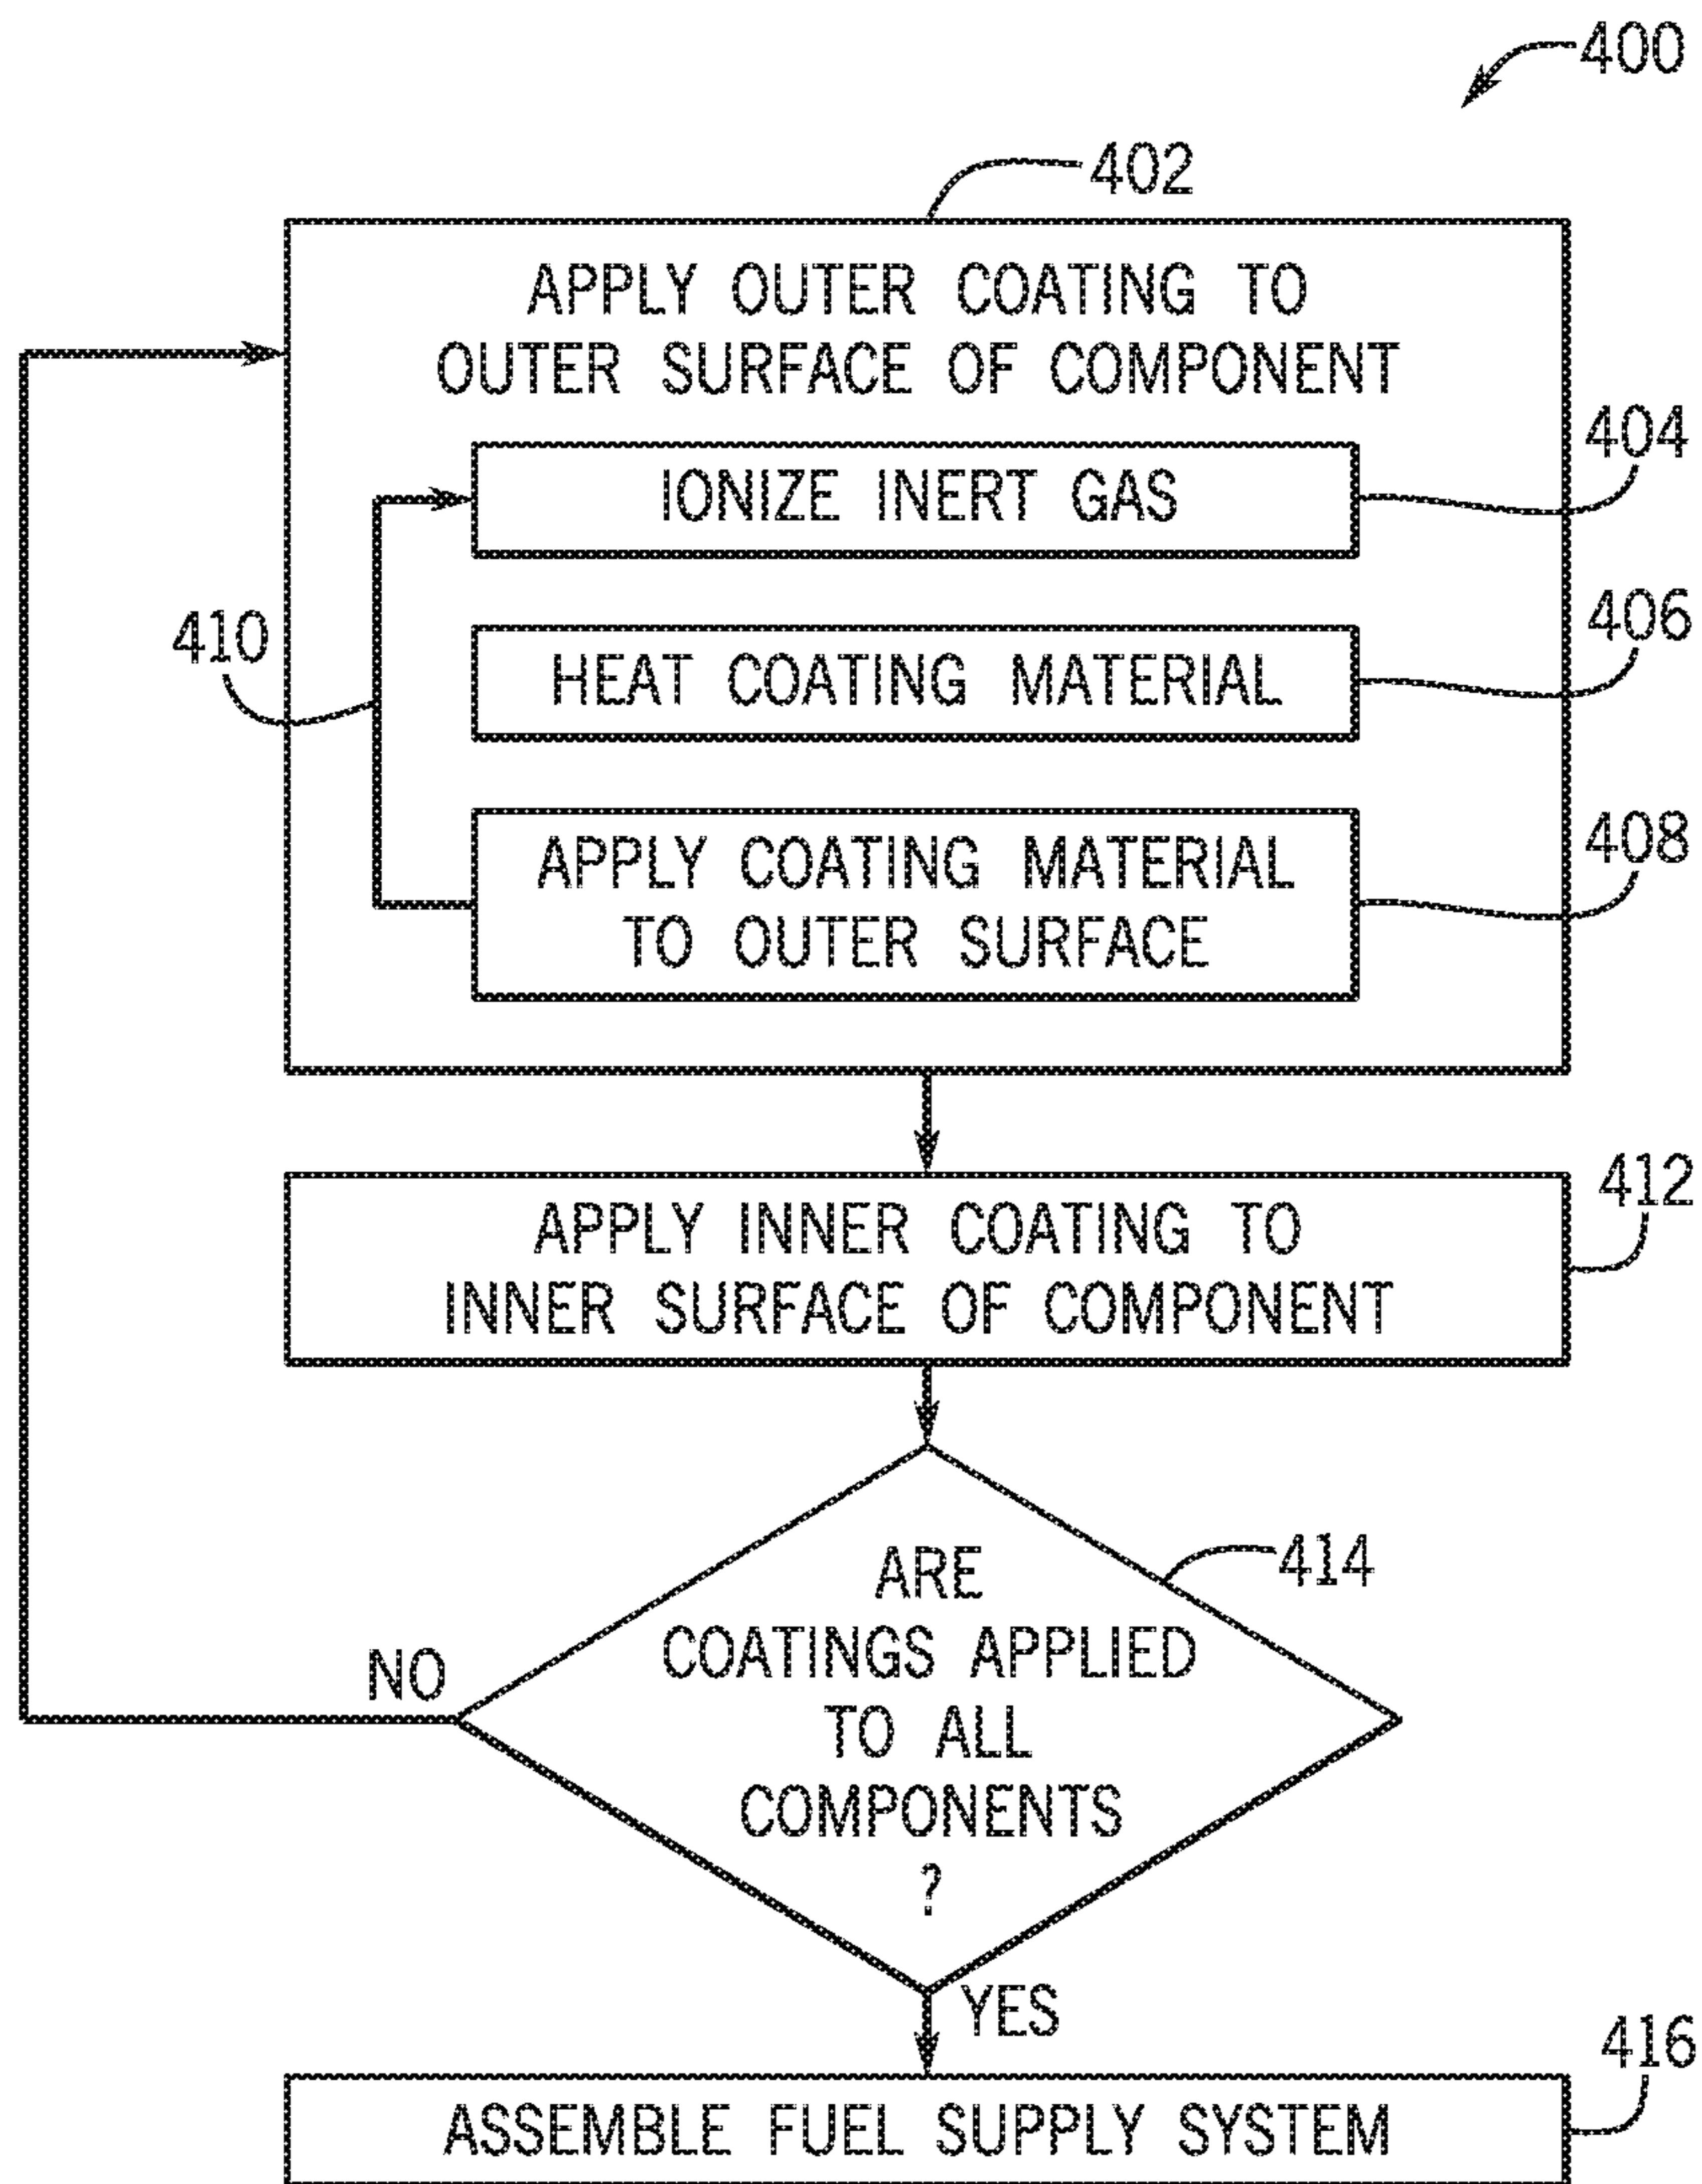 400
402
APPLY OUTER COATING TO
OUTER SURFACE OF COMPONENT
404
IONIZE INERT GAS
406
410
HEAT COATING MATERIAL
408
APPLY COATING MATERIAL
TO OUTER SURFACE
412
APPLY INNER COATING TO
INNER SURFACE OF COMPONENT
414
ARE
COATINGS APPLIED
TO ALL
COMPONENTS
?
NO
YES
416
ASSEMBLE FUEL SUPPLY SYSTEM